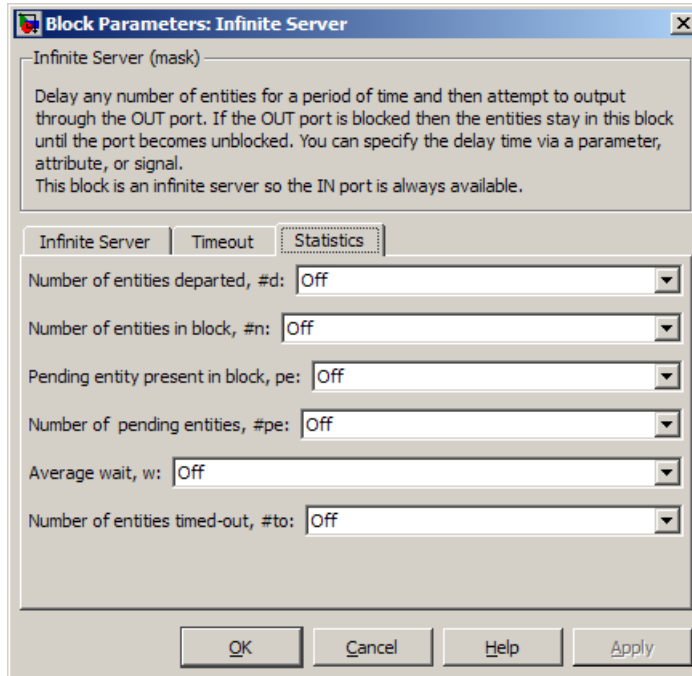 Block Parameters: Infinite Server
Infinite Server (mask)
Delay any number of entities for a period of time and then attempt to output
through the OUT port. If the OUT port is blocked then the entities stay in this block
until the port becomes unblocked. You can specify the delay time via a parameter,
attribute, or signal.
This block is an infinite server so the IN port is always available.
Infinite Server Timeout Statistics
Number of entities departed, #d: Off
Number of entities in block, #n: Off
Pending entity present in block, pe: Off
Number of pending entities, #pe: Off
Average wait, w: Off
Number of entities timed-out, #to: Off
OK Cancel Help Apply